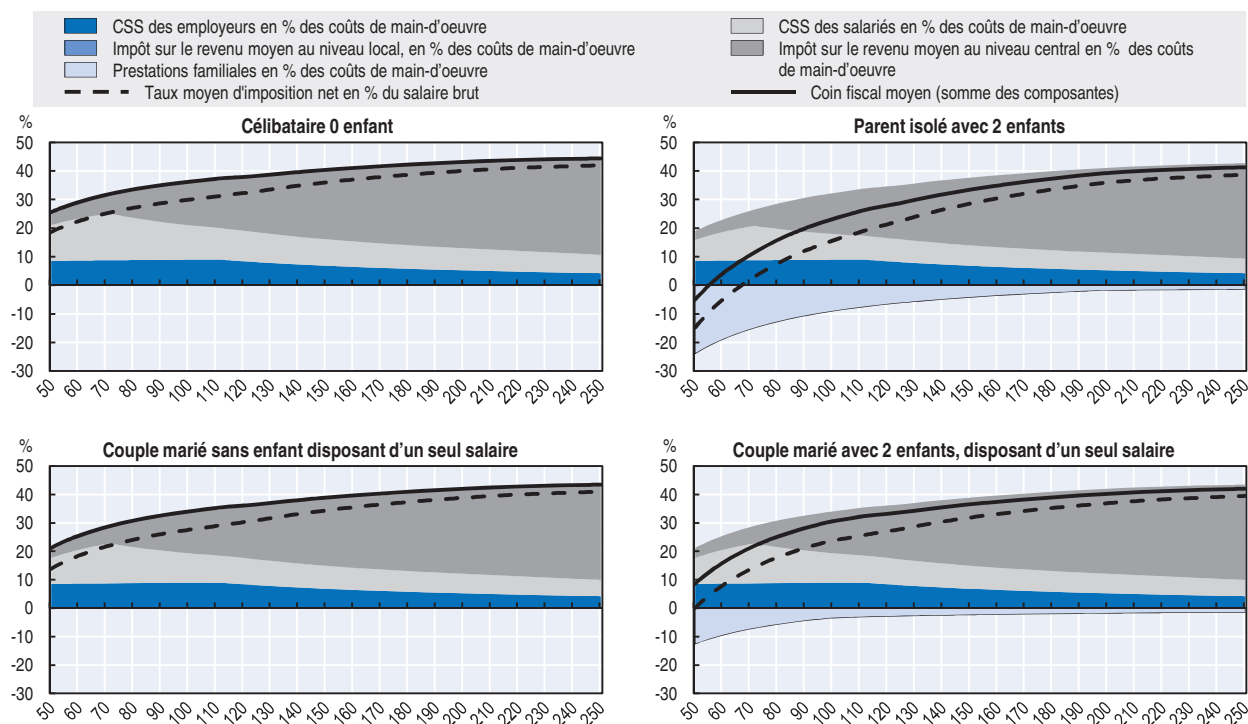 CSS des employeurs en % des coûts de main-d'oeuvre
Impôt sur le revenu moyen au niveau local, en % des coûts de main-d'oeuvre
Prestations familiales en % des coûts de main-d'oeuvre
Taux moyen d'imposition net en % du salaire brut
CSS des salariés en % des coûts de main-d'oeuvre
Impôt sur le revenu moyen au niveau central en % des coûts
de main-d'oeuvre
Coin fiscal moyen (somme des composantes)
%
Célibataire 0 enfant
50
40
30
20
10
0
-10
-20
-30
50 60 70 80 90 100 110 120 130 140 150 160 170 180 190 200 210 220 230 240 250
%
Parent isolé avec 2 enfants
50
40
30
20
10
0
-10
-20
-30
50 60 70 80 90 100 110 120 130 140 150 160 170 180 190 200 210 220 230 240 250
%
Couple marié sans enfant disposant d’un seul salaire
50
40
30
20
10
0
-10
-20
-30
50 60 70 80 90 100 110 120 130 140 150 160 170 180 190 200 210 220 230 240 250
%
Couple marié avec 2 enfants, disposant d’un seul salaire
50
40
30
20
10
0
-10
-20
-30
50 60 70 80 90 100 110 120 130 140 150 160 170 180 190 200 210 220 230 240 250